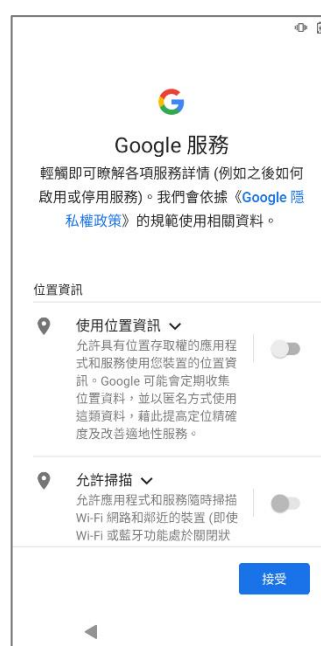 Google 服務
輕觸即可瞭解各項服務詳情 (例如之後如何
啟用或停用服務)。我們會依據《Google 隱
私權政策》的規範使用相關資料。
位置資訊
使用位置資訊
允許具有位置存取權的應用程
式和服務使用您裝置的位置資
訊。Google 可能會定期收集
位置資料，並以匿名方式使用
這類資料，藉此提高定位精確
度及改善適地性服務。
允許掃描
允許應用程式和服務隨時掃描
Wi-Fi 網路和鄰近的裝置 (即使
Wi-Fi 或藍牙功能處於關閉狀
接受